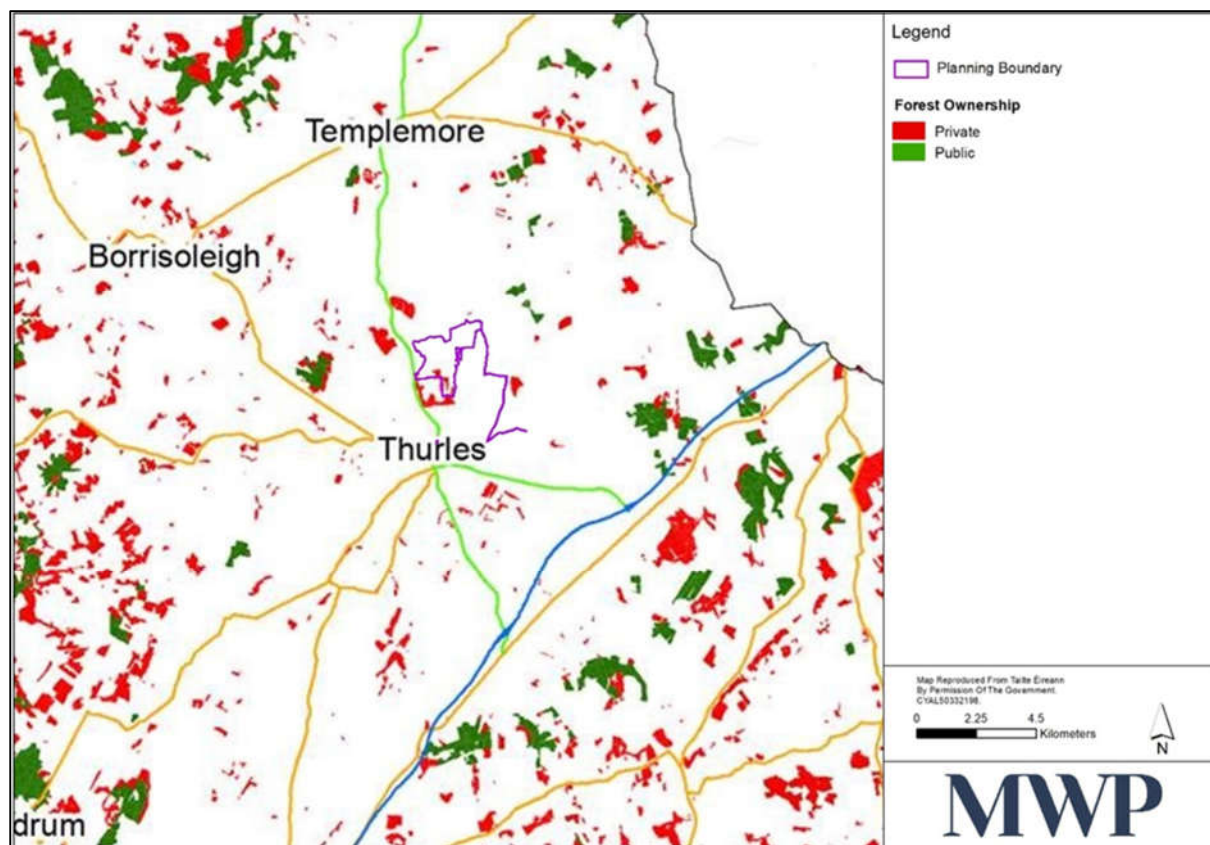 Templemore
Borrisoleigh
Thurles
drum
Legend
Planning Boundary
Forest Ownership
Private
Public
Map Reproduced From Tailte Éireann
By Permission Of The Government.
CYAL50332198.
0 2.25 4.5
Kilometers
N
MWP